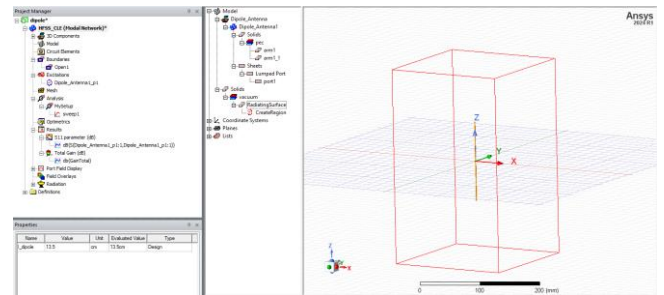 Project Manager
dipole*
HFSS_CLE (Modal Network)*
3D Components
Model
Circuit Elements
Boundaries
Open1
Excitations
Dipole_Antenna1_p1
Mesh
Analysis
MySetup
sweep1
Optimetrics
Results
S11 parameter (dB)
dB(S(Dipole_Antenna1_p1:1,Dipole_Antenna1_p1:1))
Total Gain (dB)
db(GainTotal)
Port Field Display
Field Overlays
Radiation
Definitions
Properties
Name Value Unit Evaluated Value Type
l_dipole 13.5 cm 13.5cm Design
Model
Dipole_Antenna
Dipole_Antenna1
Solids
pec
arm1
arm1_1
Sheets
Lumped Port
port1
Solids
vacuum
RadiatingSurface
CreateRegion
Coordinate Systems
Planes
Lists
Ansys
2024 R1
Z
Y
X
0 100 200 (mm)